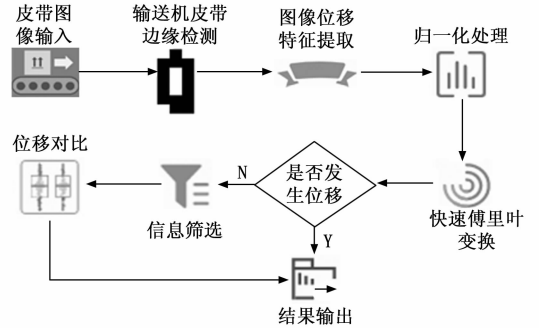 皮带图
像输入
输送机皮带
边缘检测
图像位移
特征提取
归一化处理
位移对比
N
是否发
生位移
信息筛选
快速傅里叶
变换
Y
结果输出